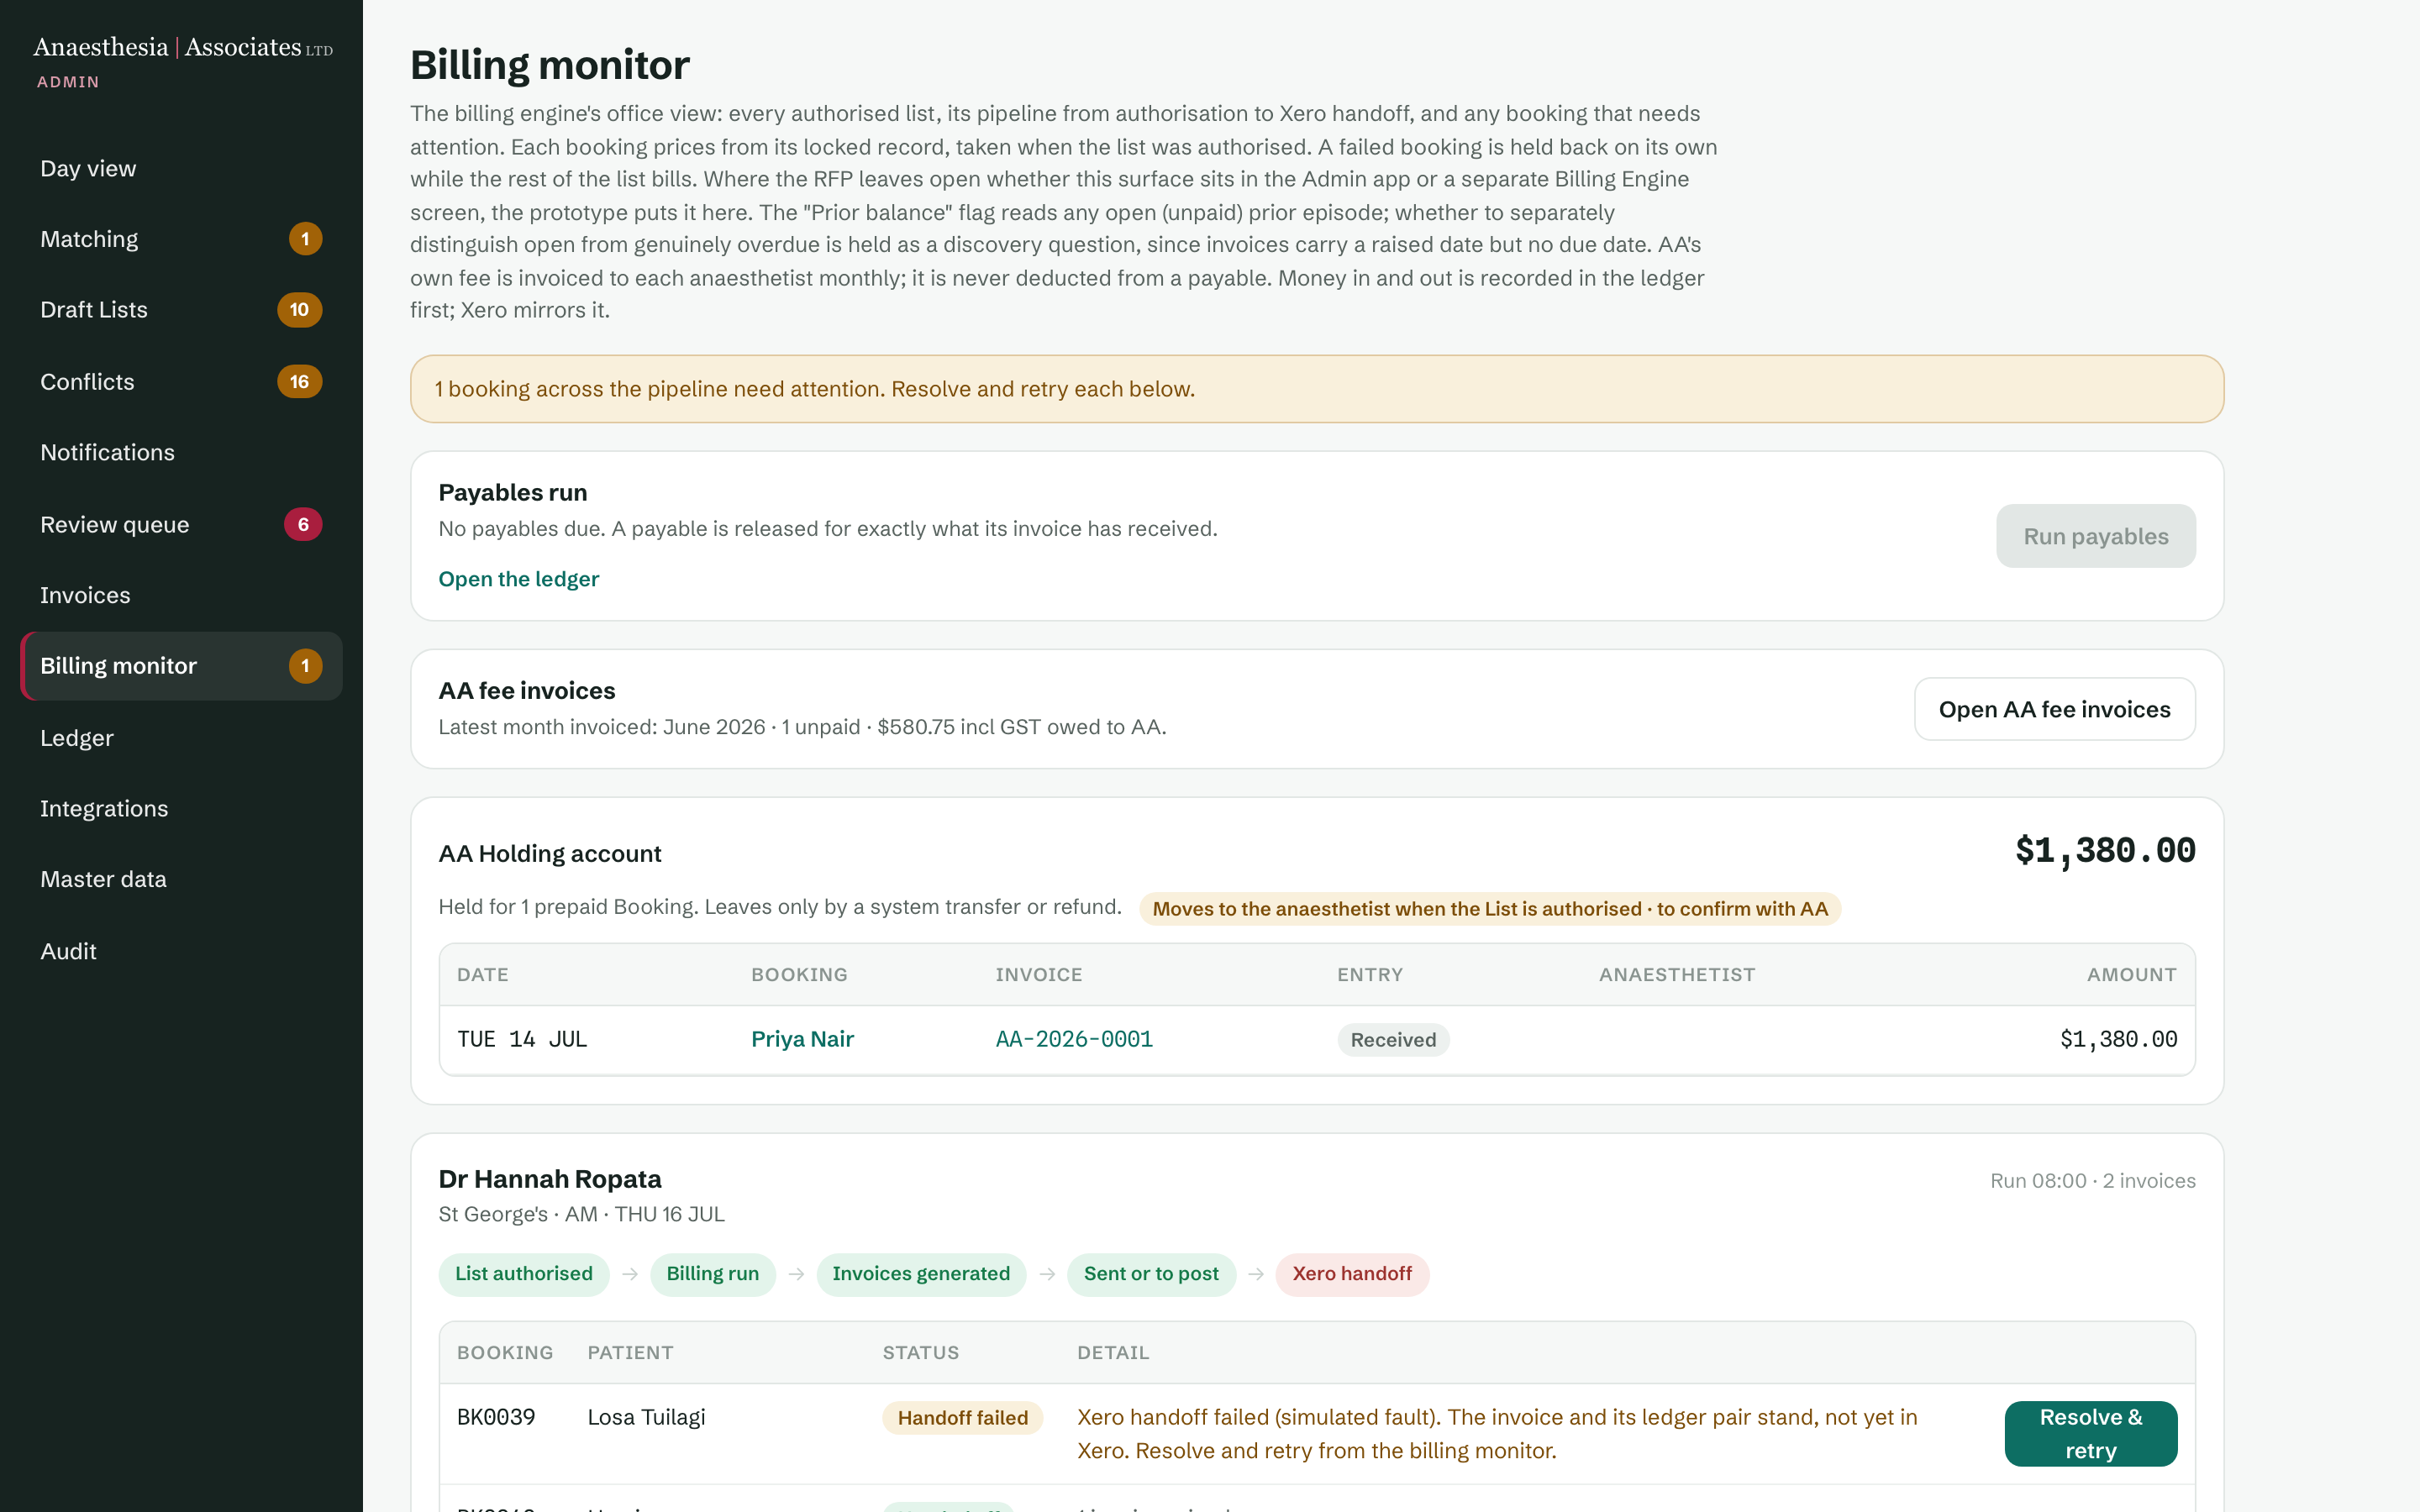 Anaesthesia | Associates LTD
ADMIN
Day view
Matching 1
Draft Lists 10
Conflicts 16
Notifications
Review queue 6
Invoices
Billing monitor 1
Ledger
Integrations
Master data
Audit
Billing monitor
The billing engine's office view: every authorised list, its pipeline from authorisation to Xero handoff, and any booking that needs
attention. Each booking prices from its locked record, taken when the list was authorised. A failed booking is held back on its own
while the rest of the list bills. Where the RFP leaves open whether this surface sits in the Admin app or a separate Billing Engine
screen, the prototype puts it here. The "Prior balance" flag reads any open (unpaid) prior episode; whether to separately
distinguish open from genuinely overdue is held as a discovery question, since invoices carry a raised date but no due date. AA's
own fee is invoiced to each anaesthetist monthly; it is never deducted from a payable. Money in and out is recorded in the ledger
first; Xero mirrors it.
1 booking across the pipeline need attention. Resolve and retry each below.
Payables run
No payables due. A payable is released for exactly what its invoice has received.
Open the ledger
Run payables
AA fee invoices
Latest month invoiced: June 2026 · 1 unpaid · $580.75 incl GST owed to AA.
Open AA fee invoices
AA Holding account
$1,380.00
Held for 1 prepaid Booking. Leaves only by a system transfer or refund. Moves to the anaesthetist when the List is authorised · to confirm with AA
DATE BOOKING INVOICE ENTRY ANAESTHETIST AMOUNT
TUE 14 JUL Priya Nair AA-2026-0001 Received $1,380.00
Dr Hannah Ropata
Run 08:00 · 2 invoices
St George's · AM · THU 16 JUL
List authorised → Billing run → Invoices generated → Sent or to post → Xero handoff
BOOKING PATIENT STATUS DETAIL
BK0039 Losa Tuilagi Handoff failed Xero handoff failed (simulated fault). The invoice and its ledger pair stand, not yet in
Xero. Resolve and retry from the billing monitor.
Resolve &
retry